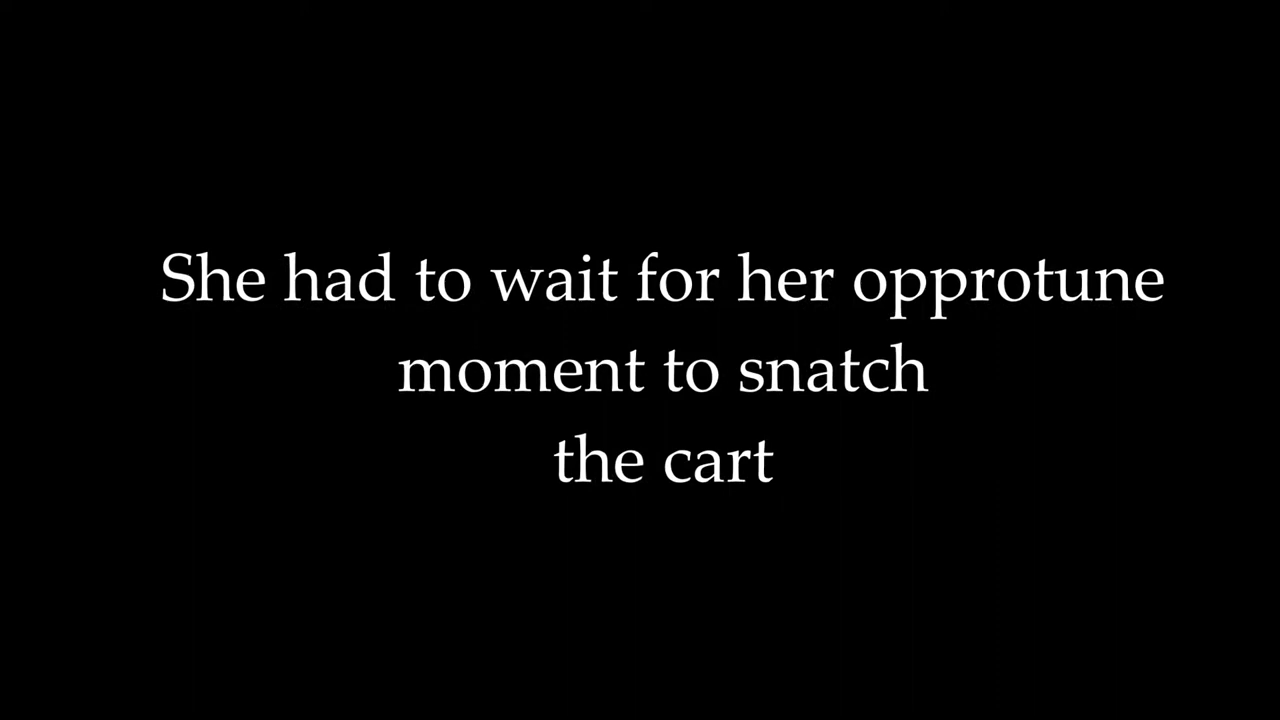 She had to wait for her opprotune
moment to snatch
the cart